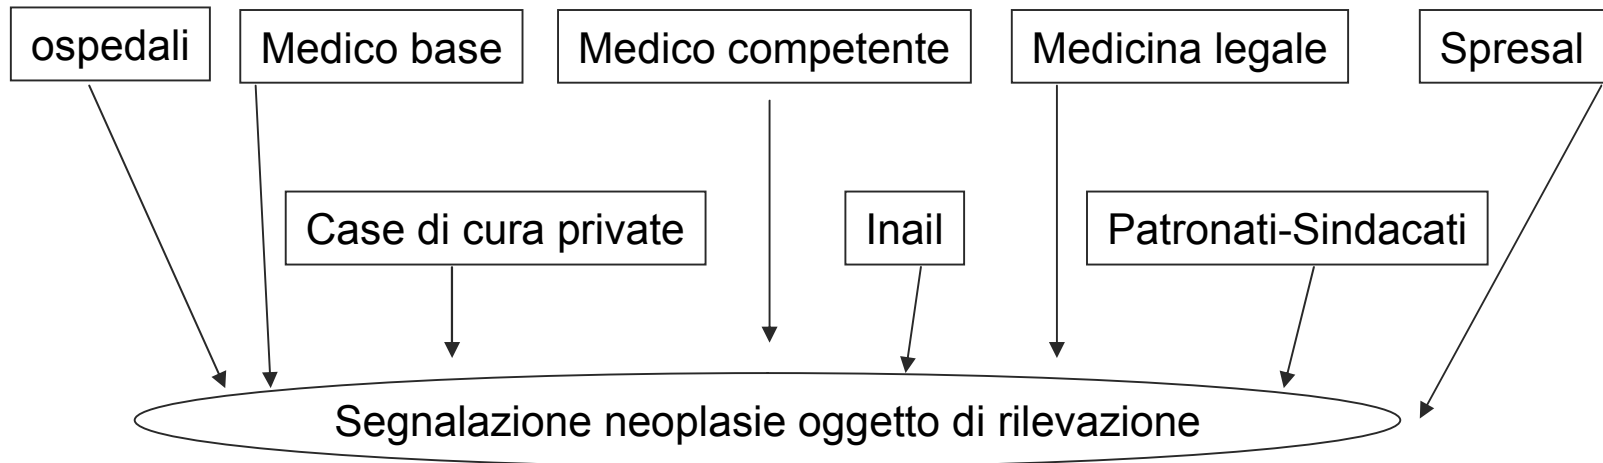 ospedali
Medico base
Medico competente
Medicina legale
Spresal
Case di cura private
Inail
Patronati-Sindacati
Segnalazione neoplasie oggetto di rilevazione